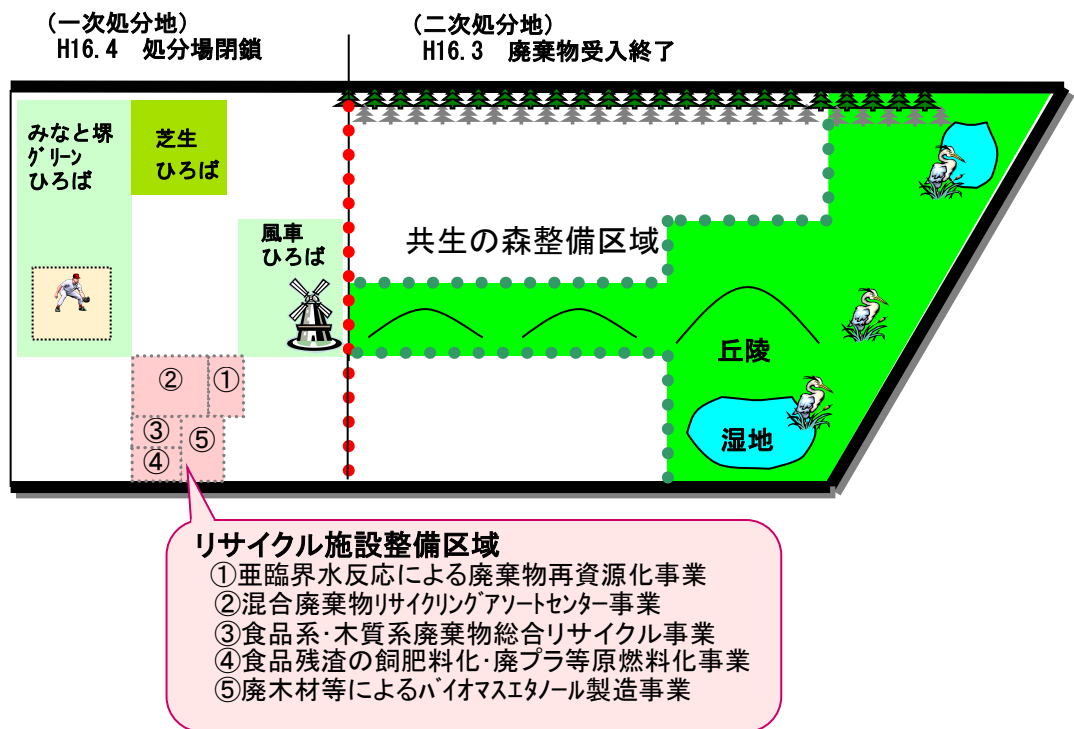 (一次処分地)
H16.4 処分場閉鎖
(二次処分地)
H16.3 廃棄物受入終了
みなと堺
グリーン
ひろば
芝生
ひろば
風車
ひろば
共生の森整備区域
丘陵
湿地
②
①
③
⑤
④
リサイクル施設整備区域
①亜臨界水反応による廃棄物再資源化事業
②混合廃棄物リサイクリングアソートセンター事業
③食品系・木質系廃棄物総合リサイクル事業
④食品残渣の飼肥料化・廃プラ等原燃料化事業
⑤廃木材等によるバイオマスエタノール製造事業